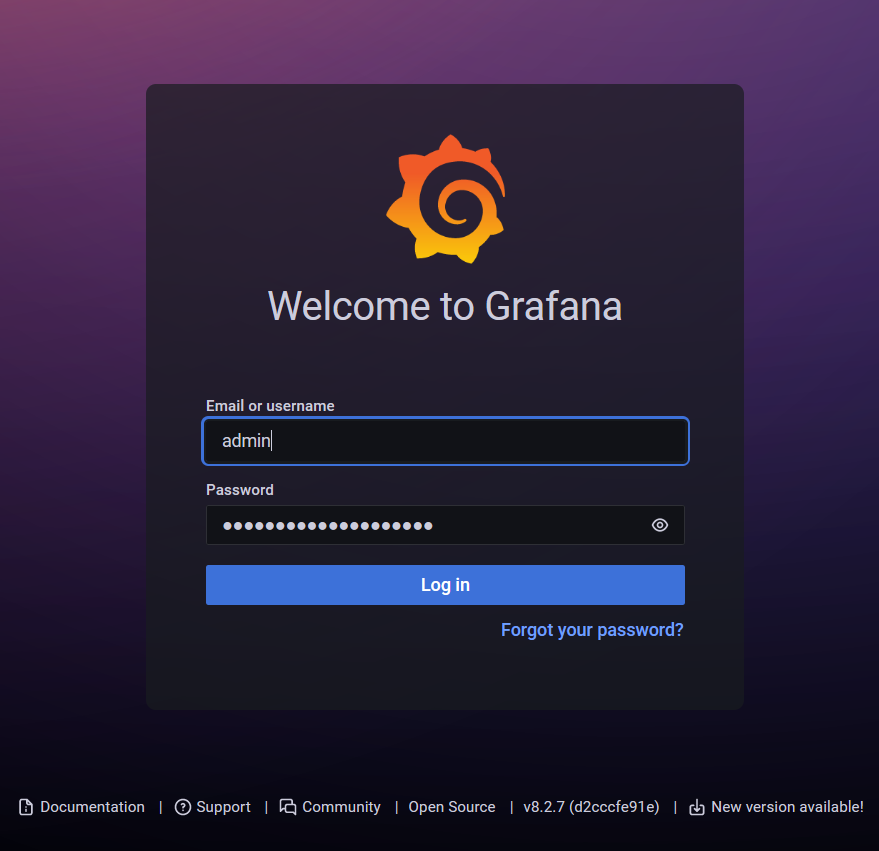 Welcome to Grafana
Email or username
admin
Password
●●●●●●●●●●●●●●●●●●●●
Log in
Forgot your password?
Documentation | Support | Community | Open Source | v8.2.7 (d2cccfe91e) | New version available!